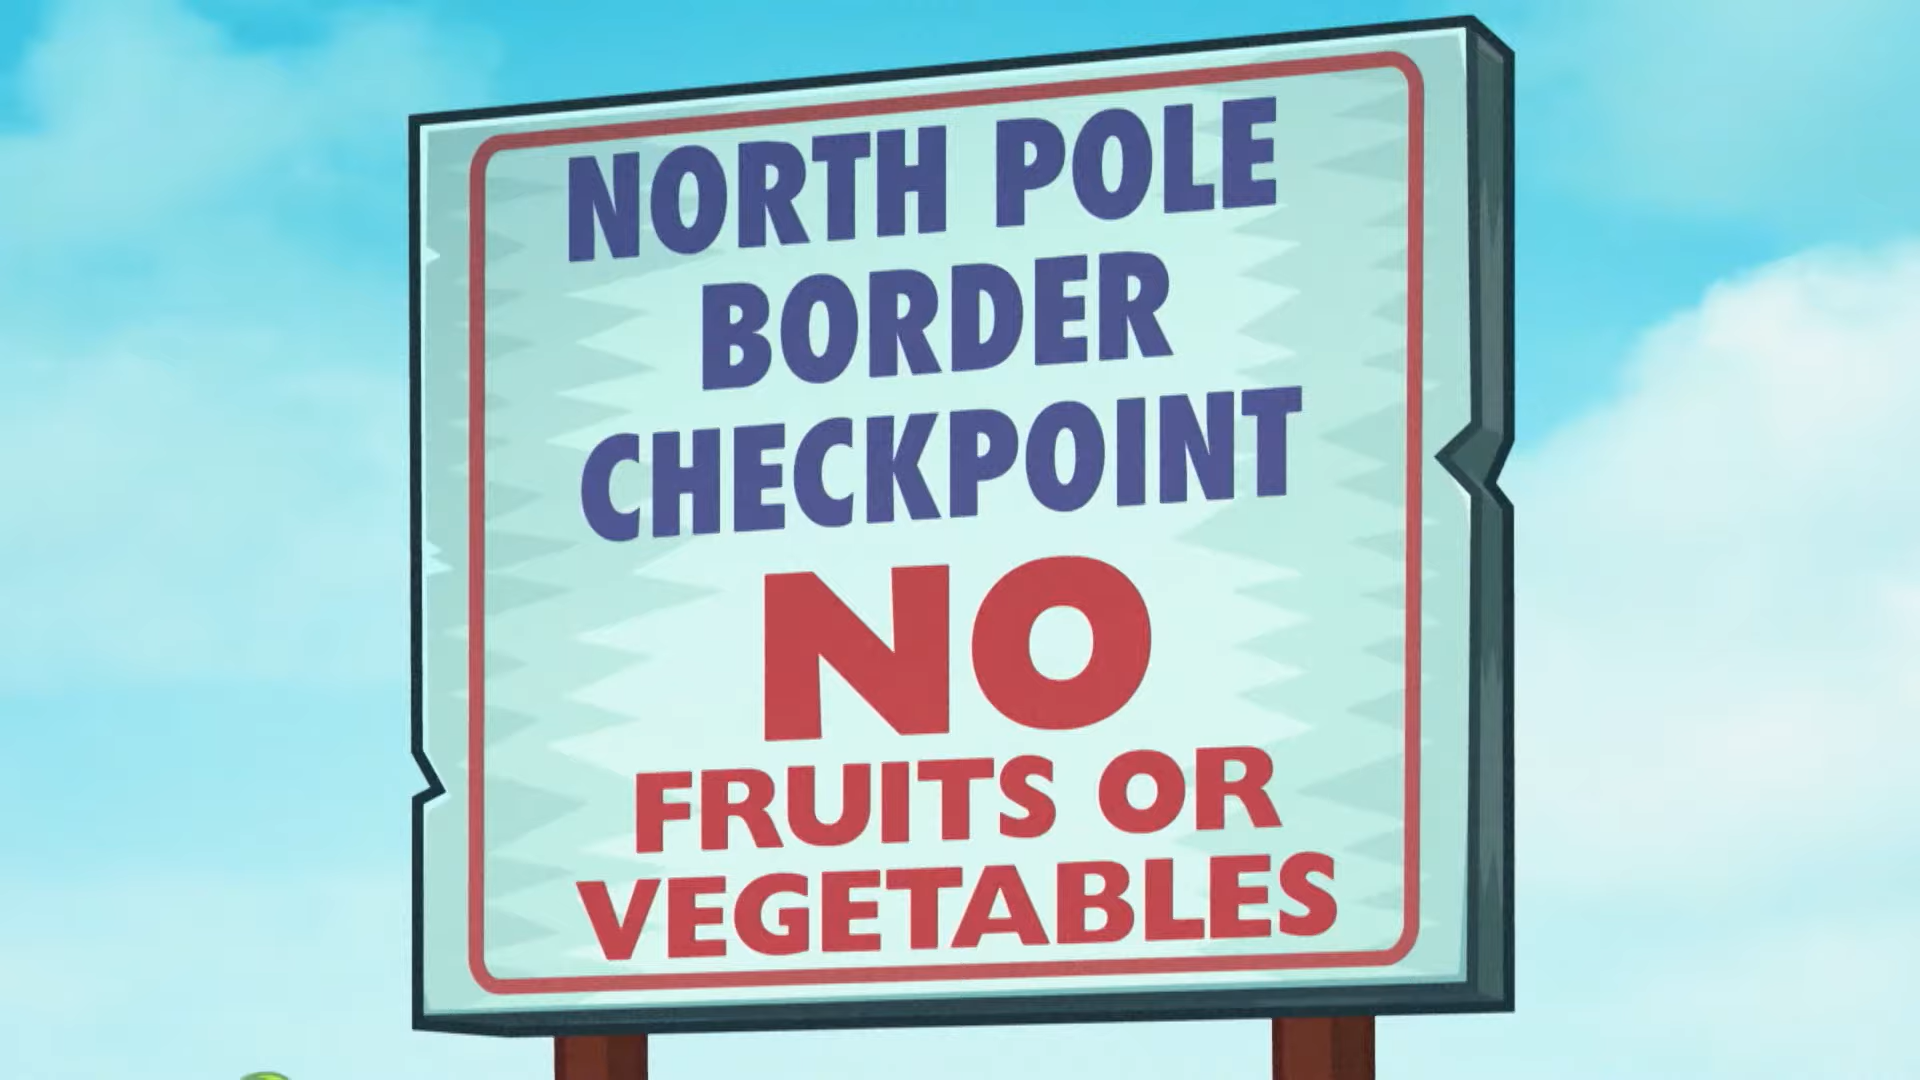 NORTH POLE
BORDER
CHECKPOINT
NO
FRUITS OR
VEGETABLES